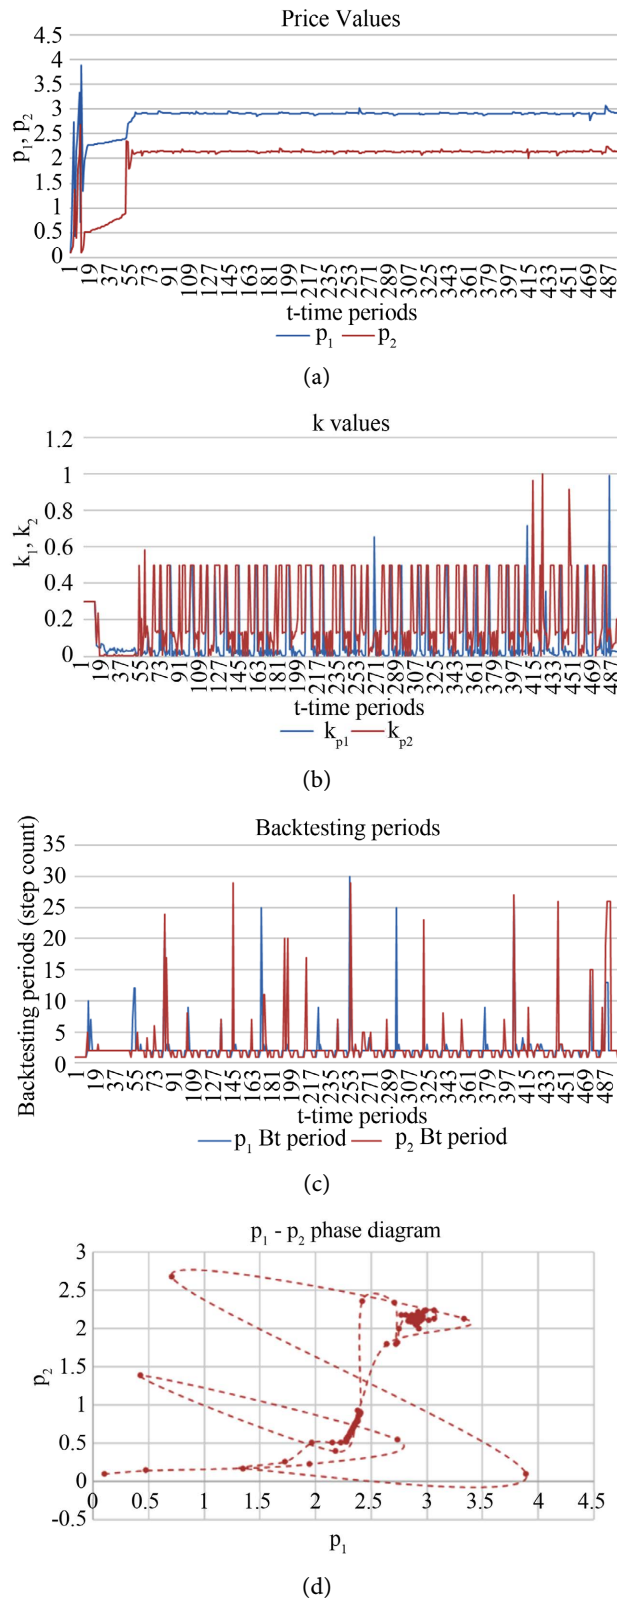 Price Values
4.5
4
3.5
3
2.5
2
1.5
1
0.5
0
p1, p2
1 19 37 55 73 91 109 127 145 163 181 199 217 235 253 271 289 307 325 343 361 379 397 415 433 451 469 487
t-time periods
p1 p2
(a)
k values
1.2
1
0.8
0.6
0.4
0.2
0
k1, k2
1 19 37 55 73 91 109 127 145 163 181 199 217 235 253 271 289 307 325 343 361 379 397 415 433 451 469 487
t-time periods
kp1 kp2
(b)
Backtesting periods
35
30
25
20
15
10
5
0
Backtesting periods (step count)
1 19 37 55 73 91 109 127 145 163 181 199 217 235 253 271 289 307 325 343 361 379 397 415 433 451 469 487
t-time periods
p1 Bt period p2 Bt period
(c)
p1 - p2 phase diagram
3
2.5
2
1.5
1
0.5
0
-0.5
p2
0 0.5 1 1.5 2 2.5 3 3.5 4 4.5
p1
(d)